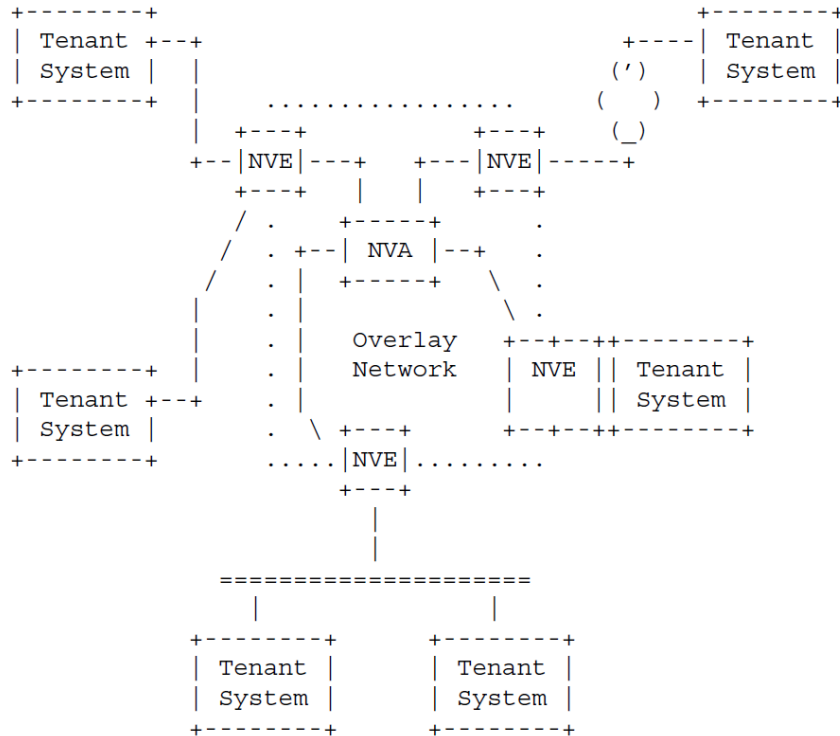 +--------+                                    +--------+
| Tenant +--+                            +----| Tenant |
| System |  |                           (')   | System |
+--------+  |    .................     (   )  +--------+
            |  +---+           +---+     (_)
            +--|NVE|---+   +---|NVE|-----+
               +---+   |   |   +---+
               / .    +-----+      .
              /  . +--| NVA |--+   .
             /   . |  +-----+   \  .
            |    . |             \ .
            |    . |   Overlay   +--+--++--------+
+--------+  |    . |   Network   | NVE || Tenant |
| Tenant +--+    . |             |     || System |
| System |       .  \ +---+      +--+--++--------+
+--------+       .....|NVE|.........
                      +---+
                        |
                        |
              =====================
                |               |
            +--------+      +--------+
            | Tenant |      | Tenant |
            | System |      | System |
            +--------+      +--------+